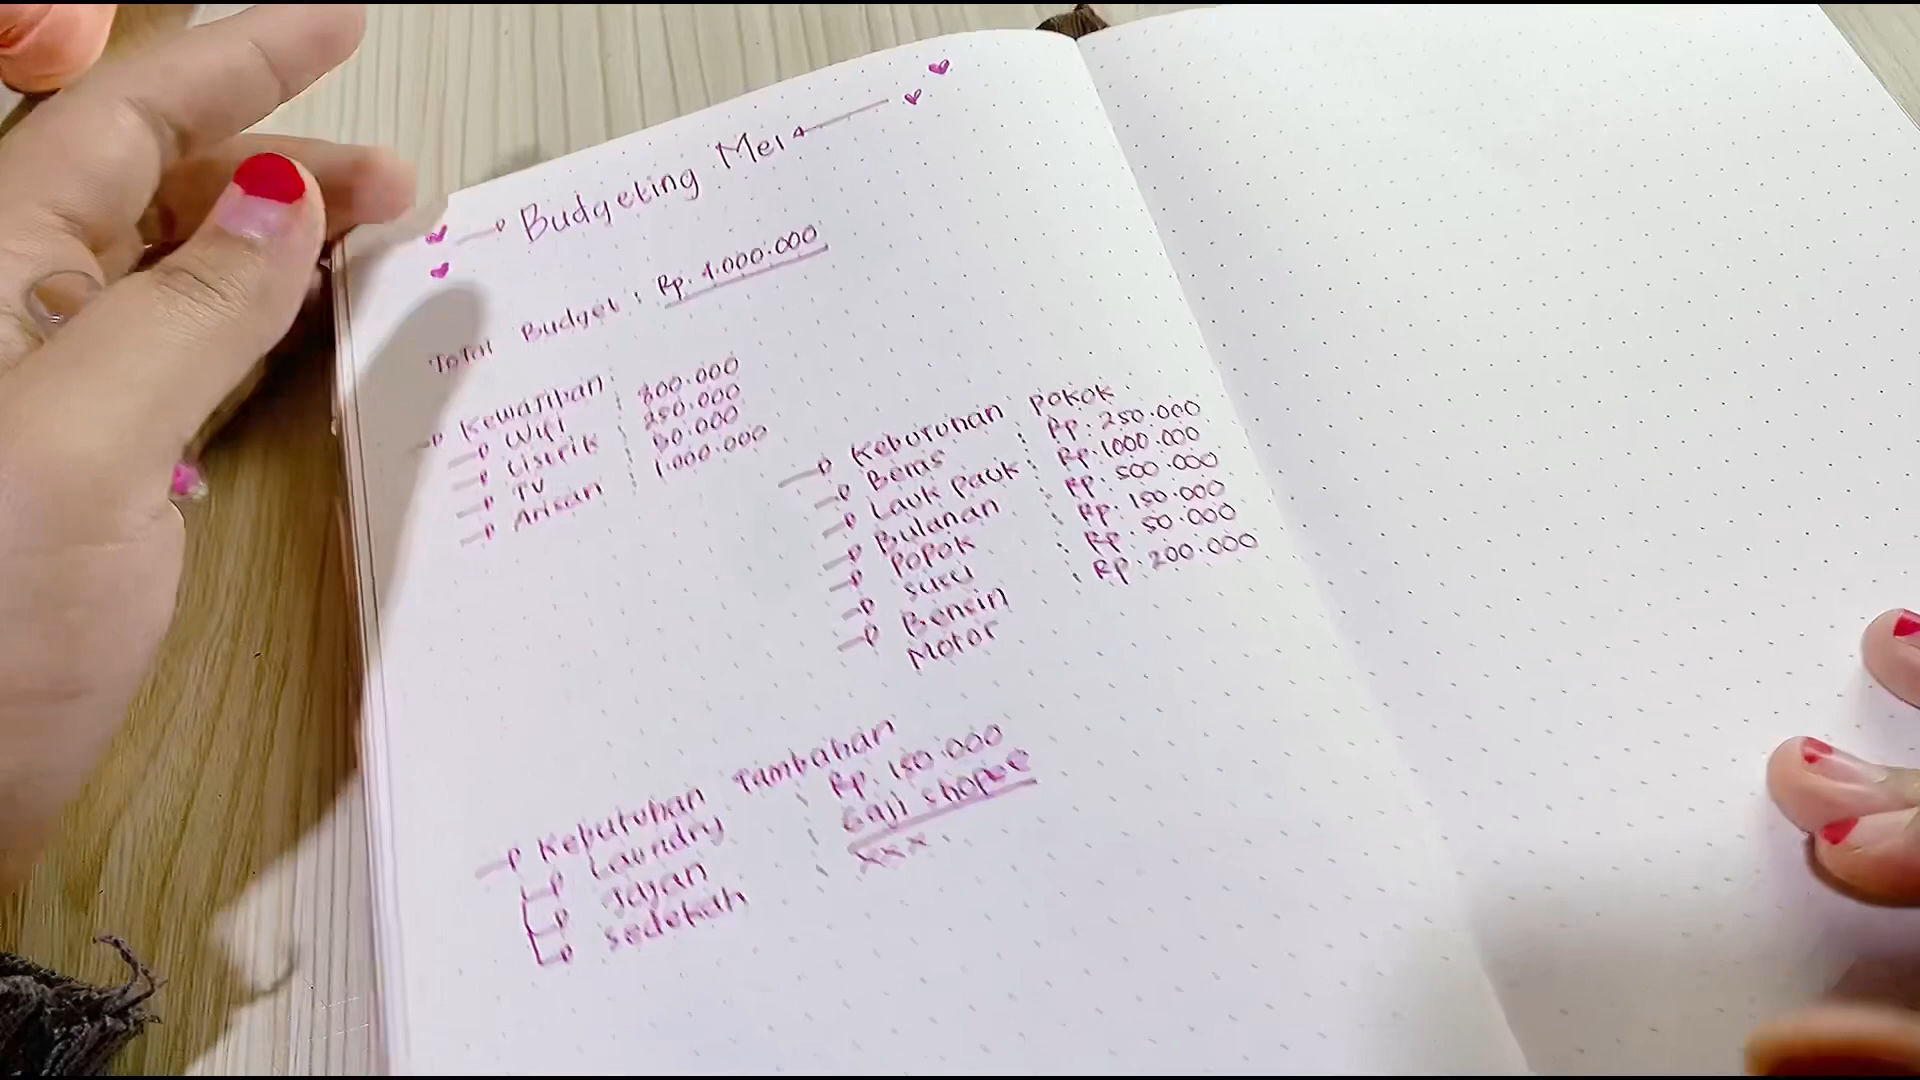 Budgeting Mei
Total Budget : Rp. 4.000.000
Kewajiban :
Wifi : 300.000
Listrik : 250.000
TV : 50.000
Arisan : 1.000.000
Kebutuhan Pokok
Beras : Rp. 250.000
Lauk pauk : Rp. 1000.000
Bulanan : Rp. 500.000
Popok : Rp. 150.000
Susu : Rp. 50.000
Bensin Motor : Rp. 200.000
Kebutuhan Tambahan
Laundry : Rp. 150.000
Jajan : Gaji Shopee
Sedekah : xxx